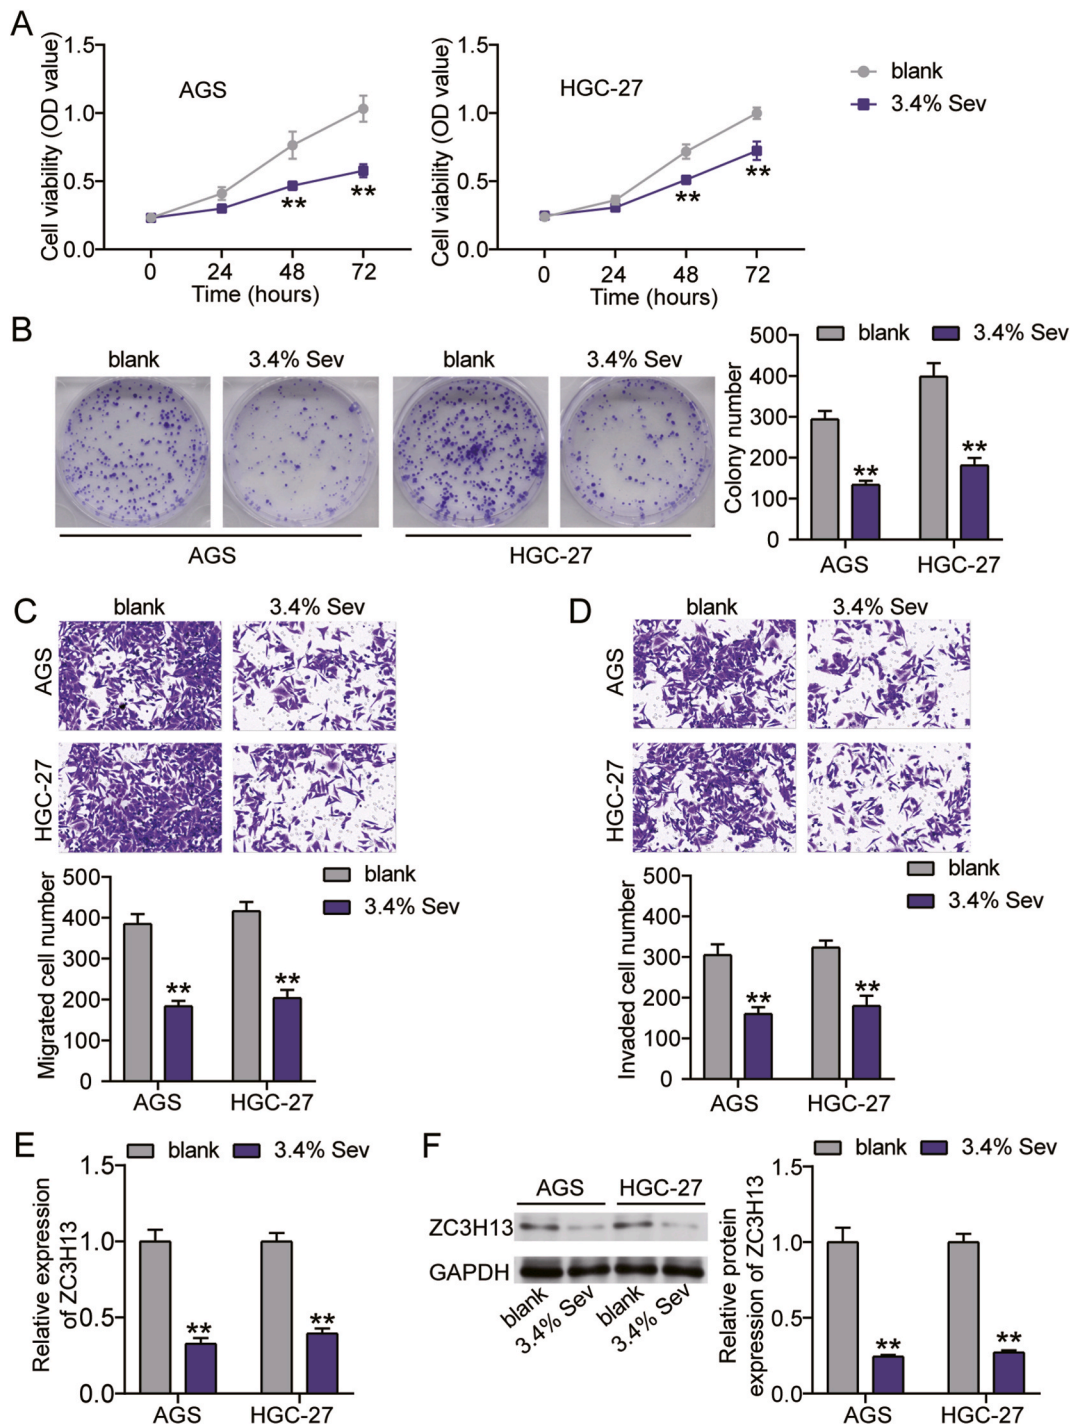 A
Cell viability (OD value)
1.5
1.0
0.5
0.0
AGS
**
**
0 24 48 72
Time (hours)
Cell viability (OD value)
1.5
1.0
0.5
0.0
HGC-27
**
**
0 24 48 72
Time (hours)
blank
3.4% Sev
B
blank 3.4% Sev blank 3.4% Sev
AGS HGC-27
Colony number
500
400
300
200
100
0
blank 3.4% Sev
**
**
AGS HGC-27
C
blank 3.4% Sev
AGS
HGC-27
Migrated cell number
500
400
300
200
100
0
blank
3.4% Sev
**
**
AGS HGC-27
D
blank 3.4% Sev
AGS
HGC-27
Invaded cell number
500
400
300
200
100
0
blank
3.4% Sev
**
**
AGS HGC-27
E
blank 3.4% Sev
Relative expression
of ZC3H13
1.5
1.0
0.5
0.0
**
**
AGS HGC-27
F
AGS HGC-27
ZC3H13
GAPDH
blank
3.4% Sev
blank
3.4% Sev
blank 3.4% Sev
Relative protein
expression of ZC3H13
1.5
1.0
0.5
0.0
**
**
AGS HGC-27